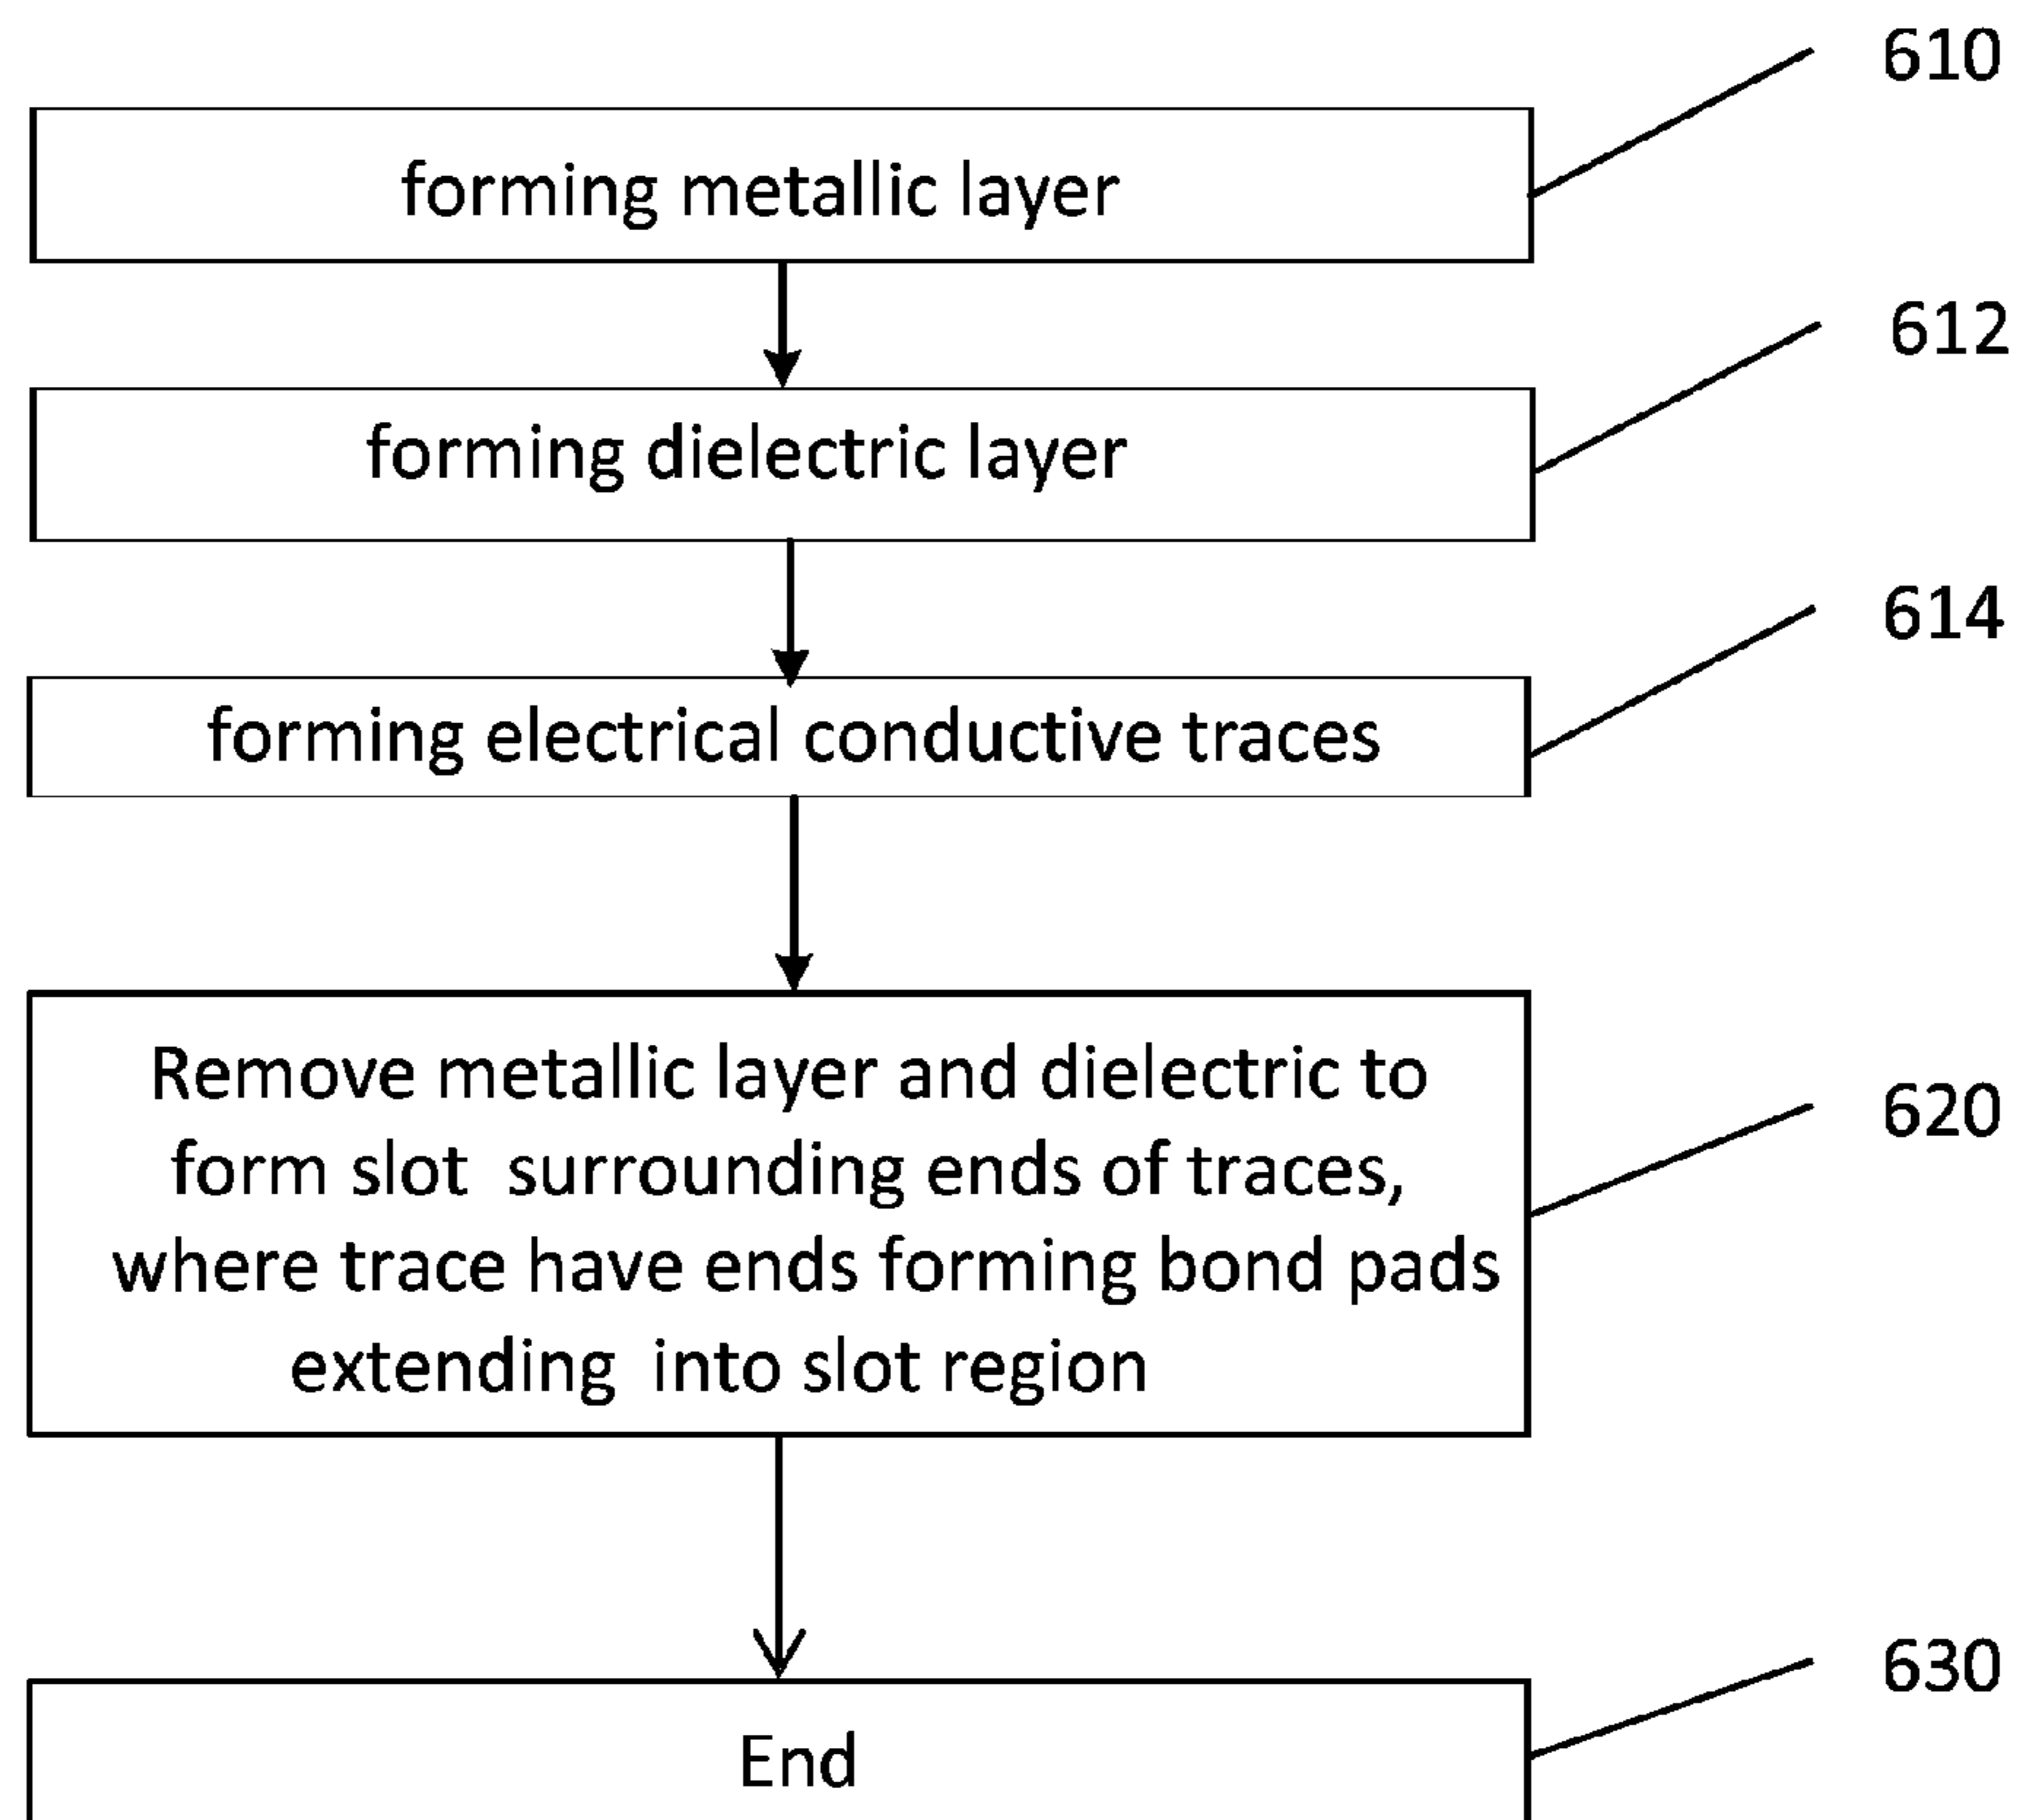 610
forming metallic layer
612
forming dielectric layer
614
forming electrical conductive traces
Remove metallic layer and dielectric to
form slot surrounding ends of traces,
where trace have ends forming bond pads
extending into slot region
620
630
End